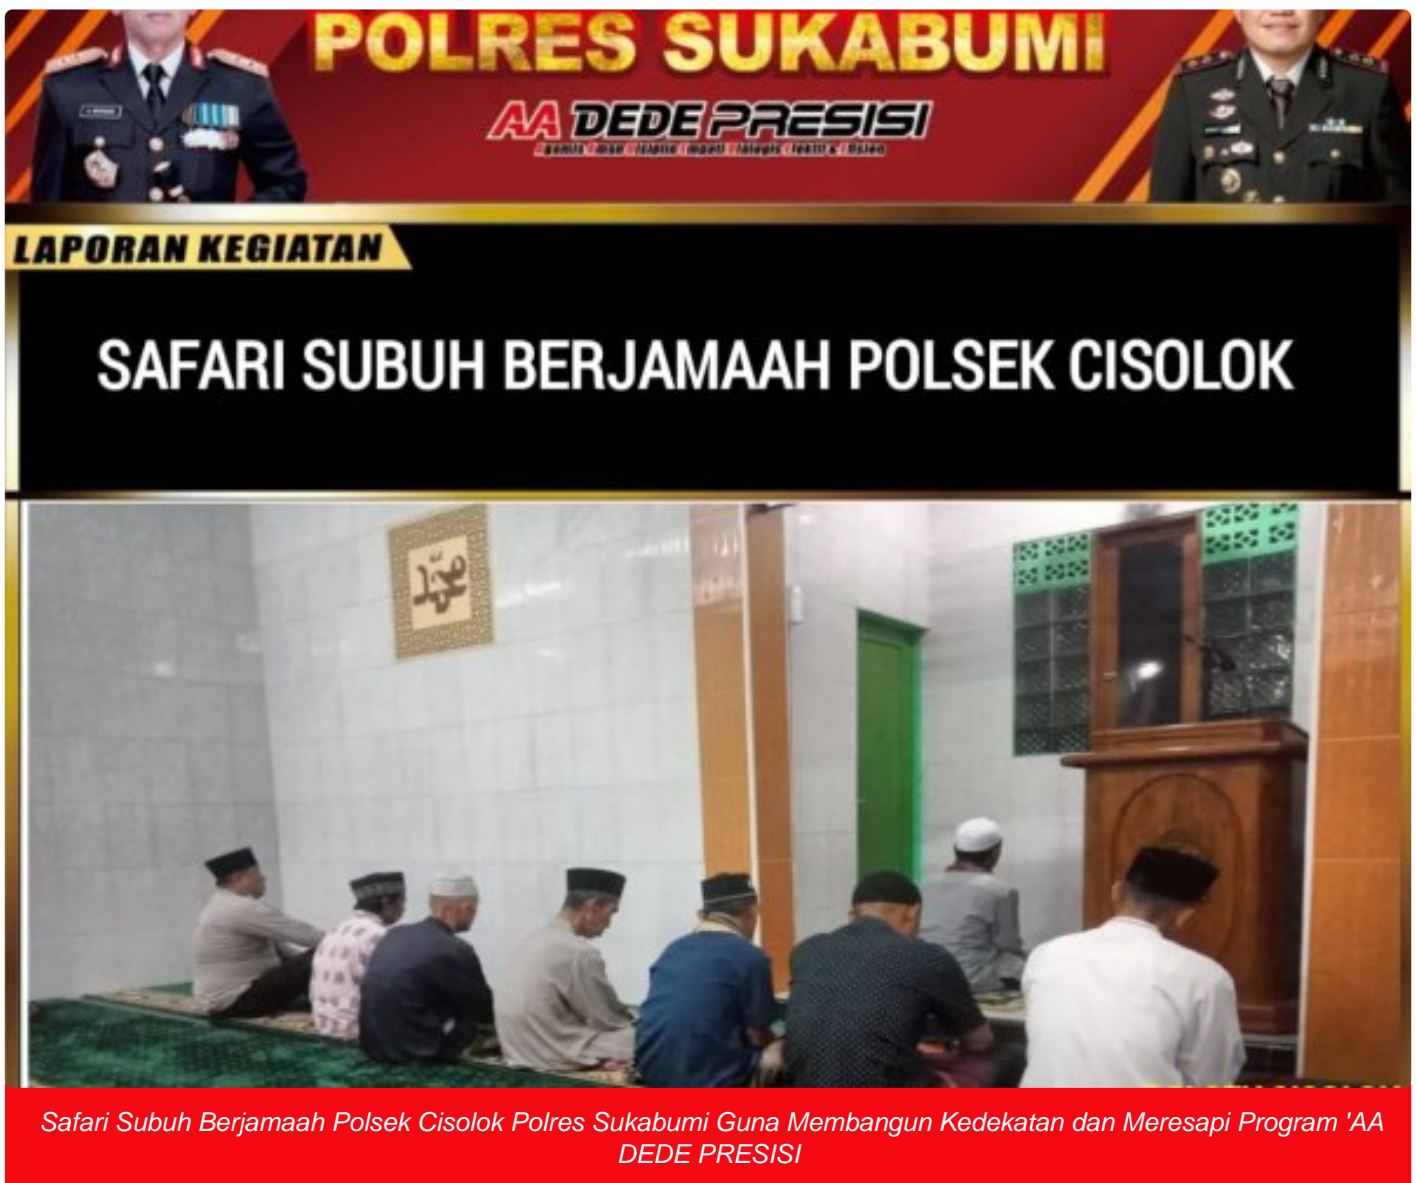 POLRES SUKABUMI
AA DEDE PRESISI
LAPORAN KEGIATAN
SAFARI SUBUH BERJAMAAH POLSEK CISOLOK
Safari Subuh Berjamaah Polsek Cisolok Polres Sukabumi Guna Membangun Kedekatan dan Meresapi Program 'AA
DEDE PRESISI